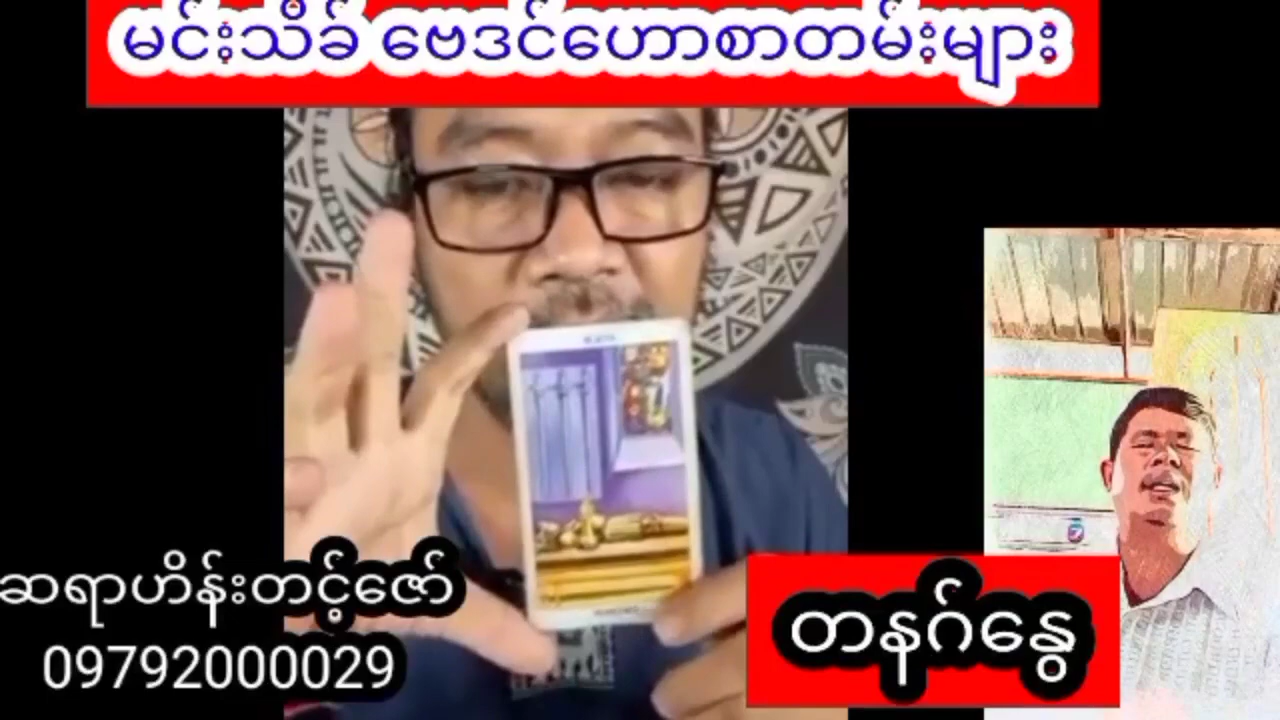 မင်းသိခ် ဗေဒင်ဟောစာတမ်းများ
ဆရာဟိန်းတင့်ဇော်
09792000029
တနဂ်နွေ